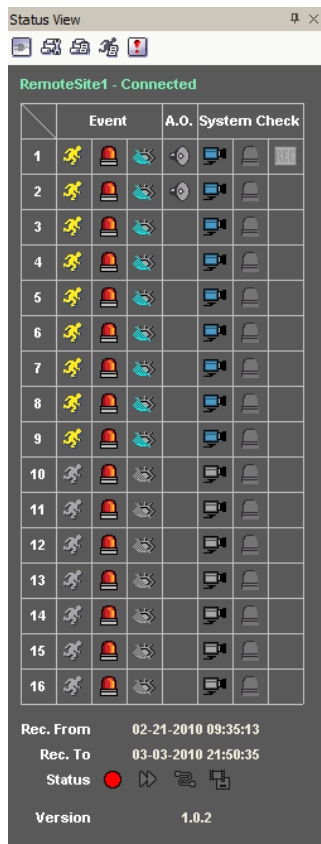 Status View
RemoteSite1 - Connected
Event A.O. System Check
1 REC
2
3
4
5
6
7
8
9
10
11
12
13
14
15
16
Rec. From 02-21-2010 09:35:13
Rec. To 03-03-2010 21:50:35
Status
Version 1.0.2